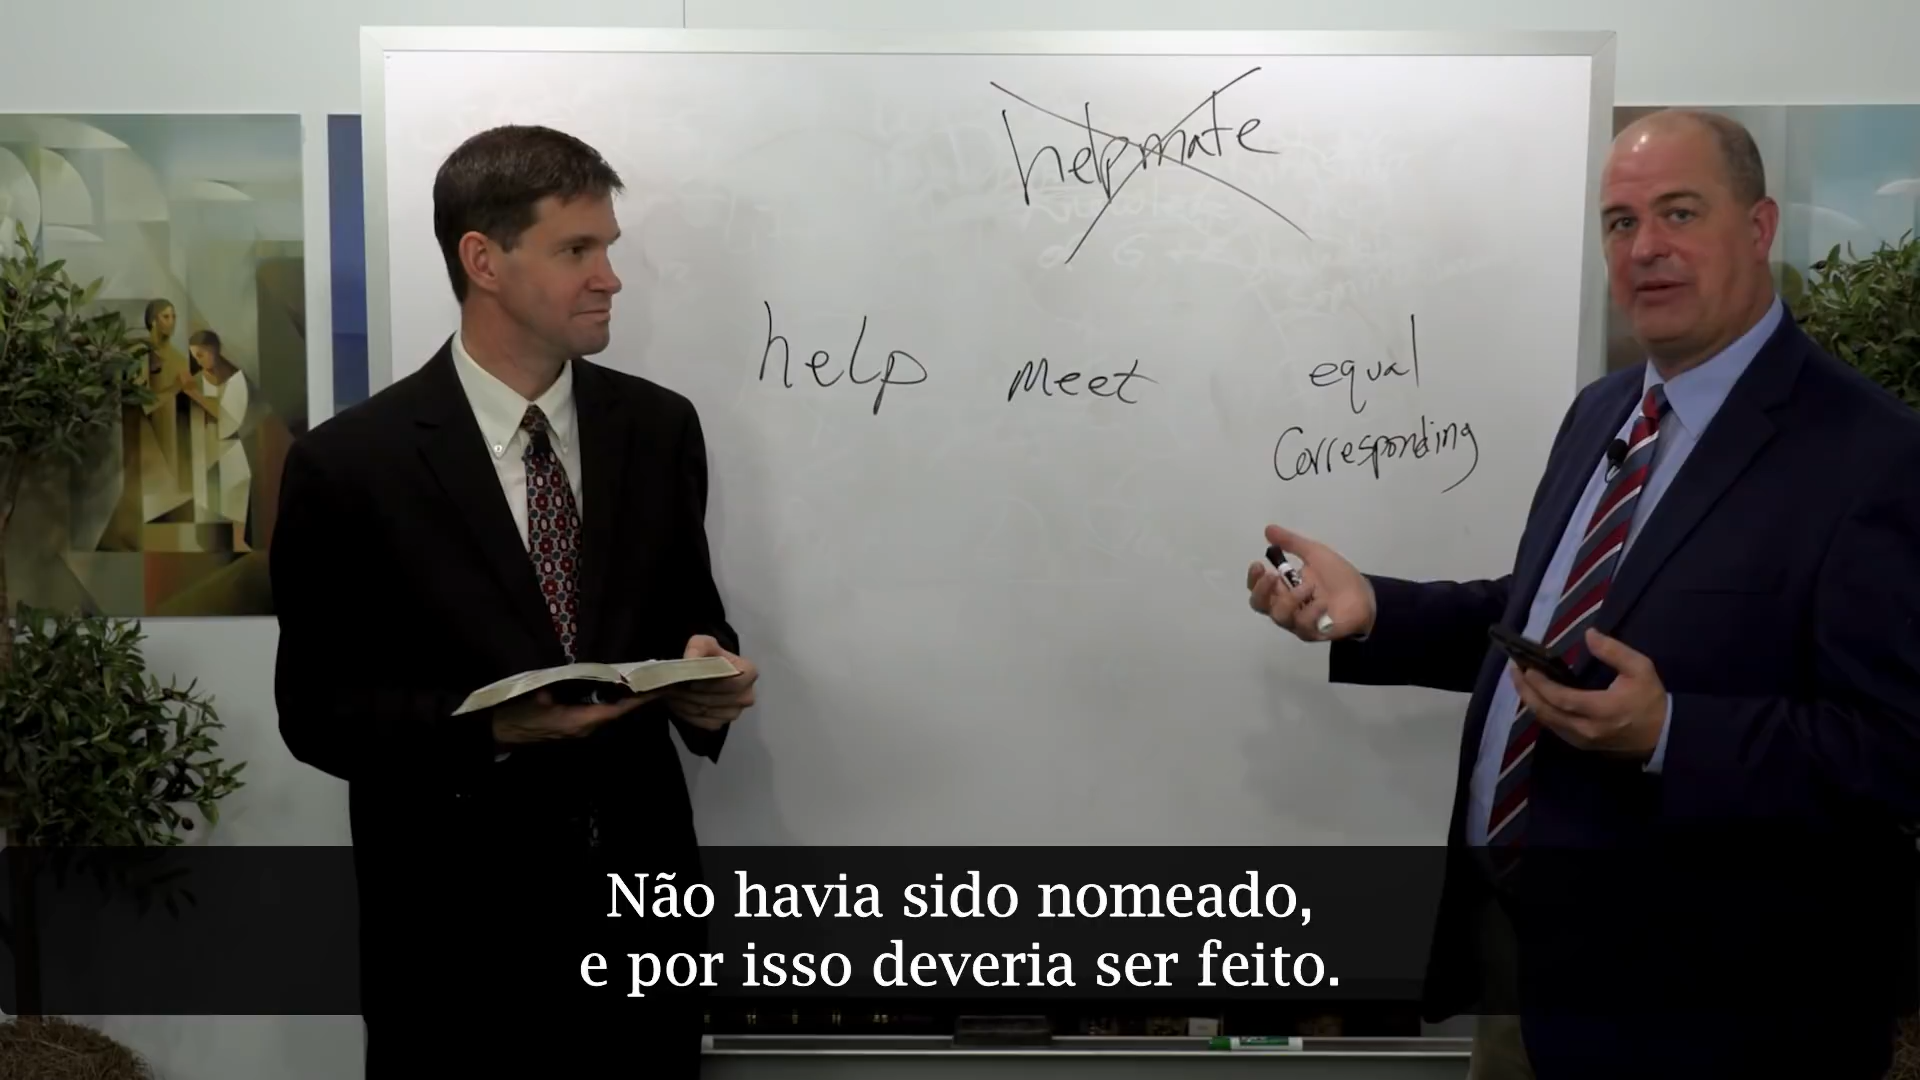 helpmate
help meet equal
Corresponding
Não havia sido nomeado,
e por isso deveria ser feito.